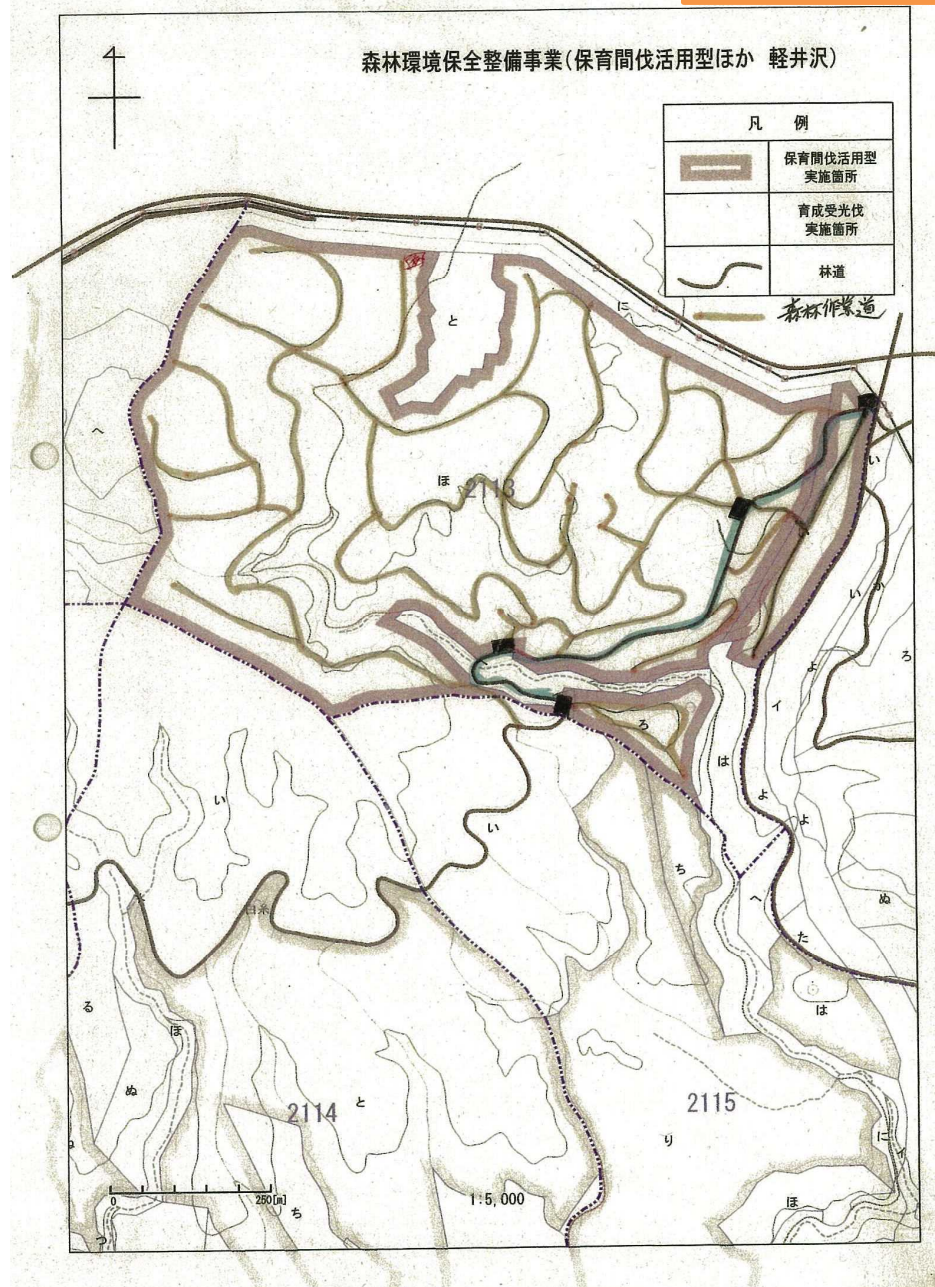 森林環境保全整備事業(保育間伐活用型ほか 軽井沢)
凡 例
保育間伐活用型
実施箇所
育成受光伐
実施箇所
林道
森林作業道
に
と
へ
ほ
2113
い
い
か
ろ
よ
イ
ろ
は
よ
よ
い
い
ち
へ
ぬ
た
は
る
ほ
ぬ
2114
と
2115
り
に
イ
ほ
0
250[m]
1:5,000
ち
つ